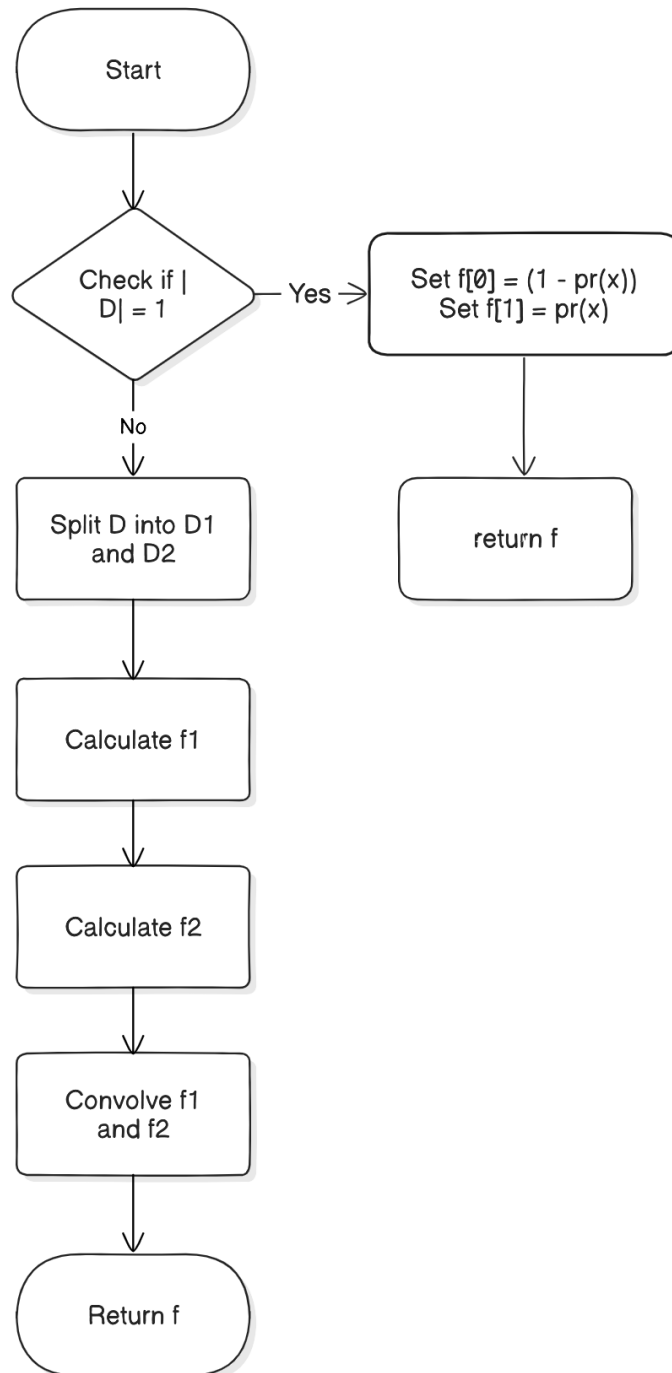 Start
Check if |
D| = 1
Yes
Set f[0] = (1 - pr(x))
Set f[1] = pr(x)
No
Split D into D1
and D2
return f
Calculate f1
Calculate f2
Convolve f1
and f2
Return f